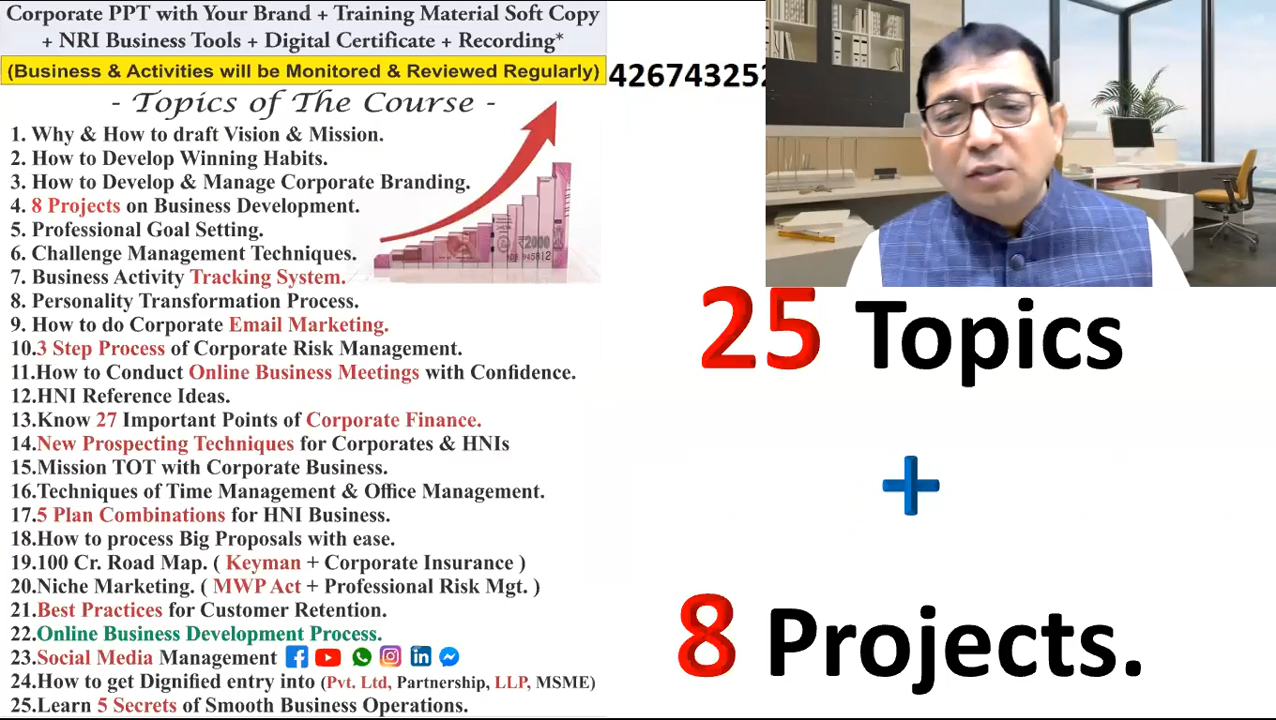 Corporate PPT with Your Brand + Training Material Soft Copy
+ NRI Business Tools + Digital Certificate + Recording*
(Business & Activities will be Monitored & Reviewed Regularly)
42674325
- Topics of The Course -
1. Why & How to draft Vision & Mission.
2. How to Develop Winning Habits.
3. How to Develop & Manage Corporate Branding.
4. 8 Projects on Business Development.
5. Professional Goal Setting.
6. Challenge Management Techniques.
7. Business Activity Tracking System.
8. Personality Transformation Process.
9. How to do Corporate Email Marketing.
10.3 Step Process of Corporate Risk Management.
11.How to Conduct Online Business Meetings with Confidence.
12.HNI Reference Ideas.
13.Know 27 Important Points of Corporate Finance.
14.New Prospecting Techniques for Corporates & HNIs
15.Mission TOT with Corporate Business.
16.Techniques of Time Management & Office Management.
17.5 Plan Combinations for HNI Business.
18.How to process Big Proposals with ease.
19.100 Cr. Road Map. ( Keyman + Corporate Insurance )
20.Niche Marketing. ( MWP Act + Professional Risk Mgt. )
21.Best Practices for Customer Retention.
22.Online Business Development Process.
23.Social Media Management
24.How to get Dignified entry into (Pvt. Ltd, Partnership, LLP, MSME)
25.Learn 5 Secrets of Smooth Business Operations.
₹2000
25 Topics
+
8 Projects.